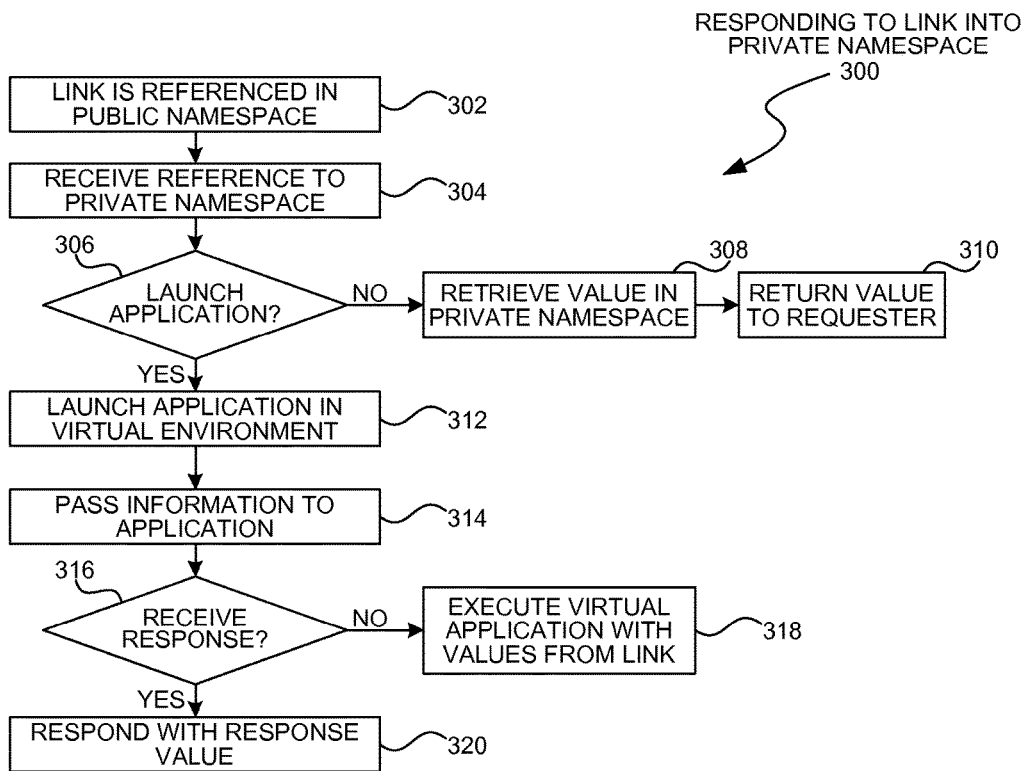 RESPONDING TO LINK INTO
PRIVATE NAMESPACE
300
LINK IS REFERENCED IN
PUBLIC NAMESPACE
302
RECEIVE REFERENCE TO
PRIVATE NAMESPACE
304
306
LAUNCH
APPLICATION?
NO
308
RETRIEVE VALUE IN
PRIVATE NAMESPACE
310
RETURN VALUE
TO REQUESTER
YES
LAUNCH APPLICATION IN
VIRTUAL ENVIRONMENT
312
PASS INFORMATION TO
APPLICATION
314
316
RECEIVE
RESPONSE?
NO
EXECUTE VIRTUAL
APPLICATION WITH
VALUES FROM LINK
318
YES
RESPOND WITH RESPONSE
VALUE
320